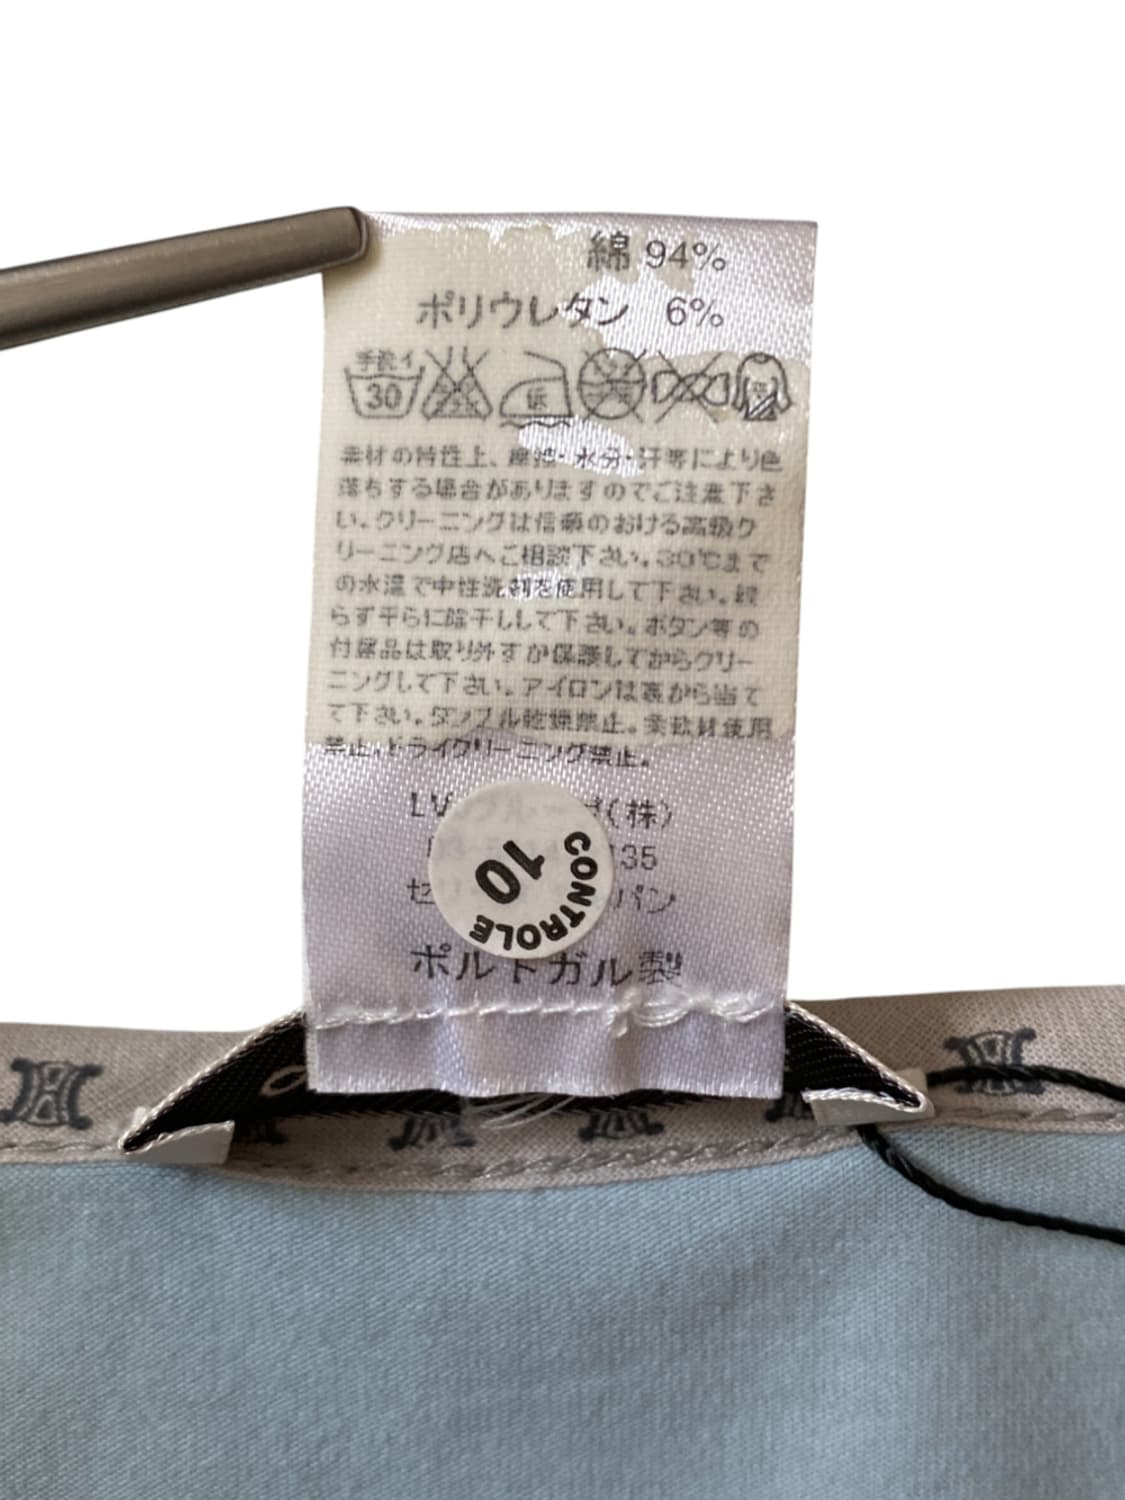 綿 94%
ポリウレタン 6%
手洗イ
30
低
素材の特性上、摩擦・水分・汗等により色
落ちする場合がありますのでご注意下さ
い。クリーニングは信頼のおける高級ク
リーニング店へご相談下さい。30℃まで
の水温で中性洗剤を使用して下さい。絞
らず平らに陰干しして下さい。ボタン等の
付属品は取り外すか保護してからクリー
ニングして下さい。アイロンは裏から当て
て下さい。タンブル乾燥禁止。柔軟材使用
禁止。ドライクリーニング禁止。
(株)
35
パン
CONTROLE
10
ポルトガル製